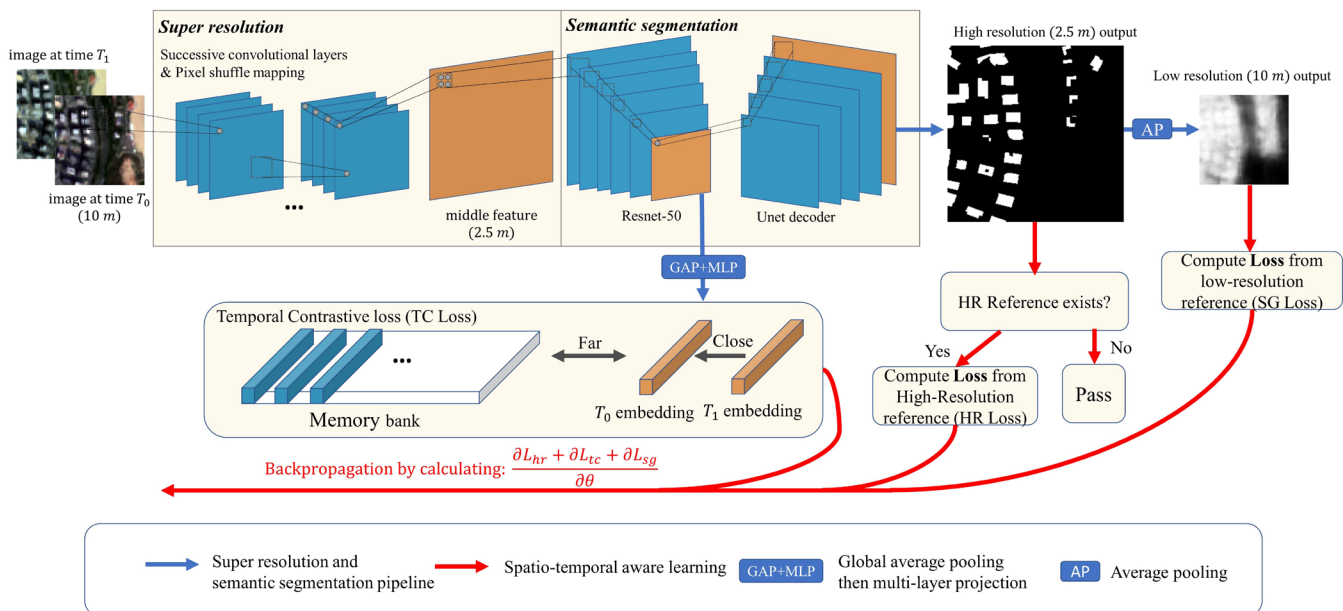 Super resolution
Successive convolutional layers
& Pixel shuffle mapping
image at time T₁
image at time T₀
(10 m)
...
middle feature
(2.5 m)
Semantic segmentation
Resnet-50
Unet decoder
High resolution (2.5 m) output
AP
Low resolution (10 m) output
GAP+MLP
Temporal Contrastive loss (TC Loss)
...
Memory bank
Far
Close
T₀ embedding
T₁ embedding
HR Reference exists?
Yes
No
Compute Loss from
High-Resolution
reference (HR Loss)
Pass
Compute Loss from
low-resolution
reference (SG Loss)
Backpropagation by calculating: ∂L_hr + ∂L_tc + ∂L_sg
∂θ
Super resolution and
semantic segmentation pipeline
Spatio-temporal aware learning
GAP+MLP
Global average pooling
then multi-layer projection
AP
Average pooling